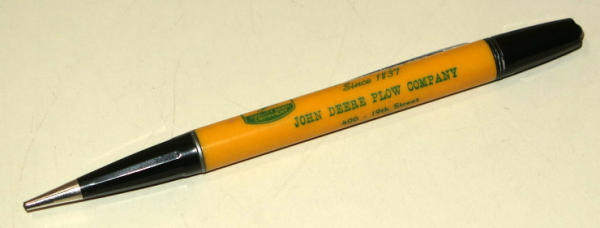 Since 1837
JOHN DEERE PLOW COMPANY
400 - 19th Street